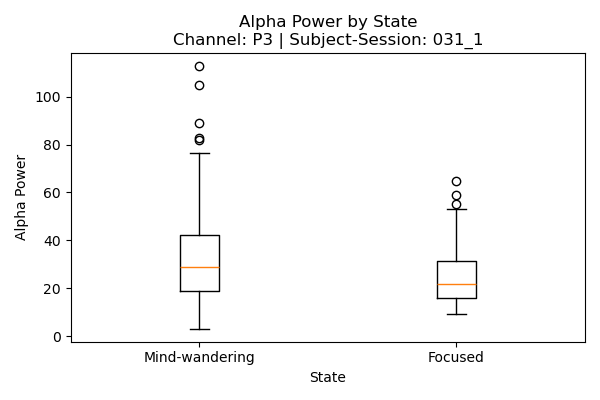 Alpha Power by State
Channel: P3 | Subject-Session: 031_1
100
80
60
40
20
0
Alpha Power
Mind-wandering
Focused
State